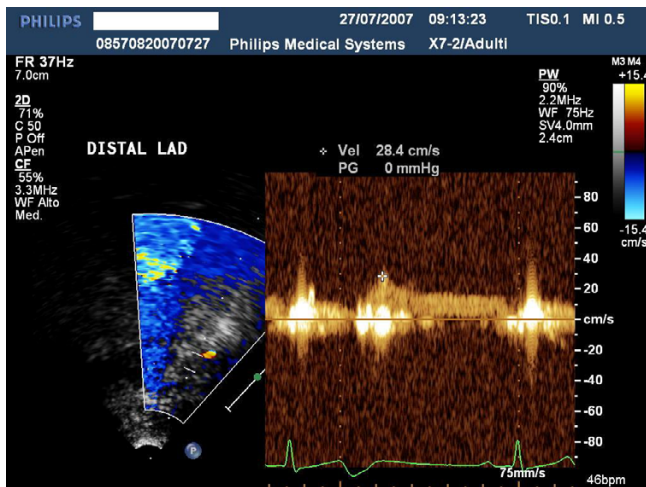 PHILIPS 27/07/2007 09:13:23 TIS0.1 MI 0.5
08570820070727 Philips Medical Systems X7-2/Adulti
FR 37Hz
7.0cm
2D
71%
C 50
P Off
APen
CF
55%
3.3MHz
WF Alto
Med.
DISTAL LAD
Vel 28.4 cm/s
PG 0 mmHg
PW
90%
2.2MHz
WF 75Hz
SV4.0mm
2.4cm
M3 M4
+15.4
-15.4
cm/s
80
60
40
20
cm/s
-20
-40
-60
-80
P
75mm/s
46bpm